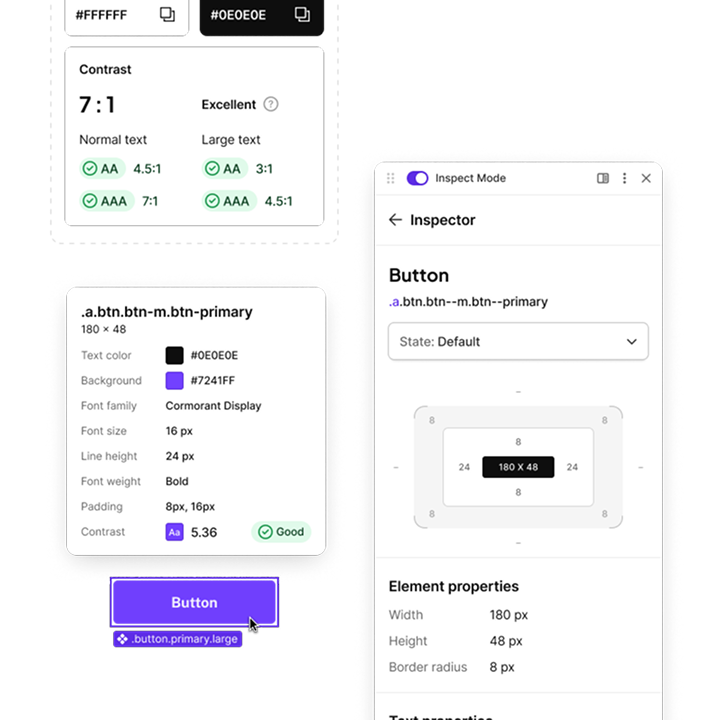 #FFFFFF
#0E0E0E
Contrast
7:1
Excellent ?
Normal text
Large text
AA 4.5:1
AA 3:1
AAA 7:1
AAA 4.5:1
.a.btn.btn-m.btn-primary
180 × 48
Text color #0E0E0E
Background #7241FF
Font family Cormorant Display
Font size 16 px
Line height 24 px
Font weight Bold
Padding 8px, 16px
Contrast Aa 5.36 Good
Button
.button.primary.large
Inspect Mode
Inspector
Button
.a.btn.btn--m.btn--primary
State: Default
–
8 8
8
– 24 180 X 48 24 –
8
8 8
–
Element properties
Width 180 px
Height 48 px
Border radius 8 px
Text properties